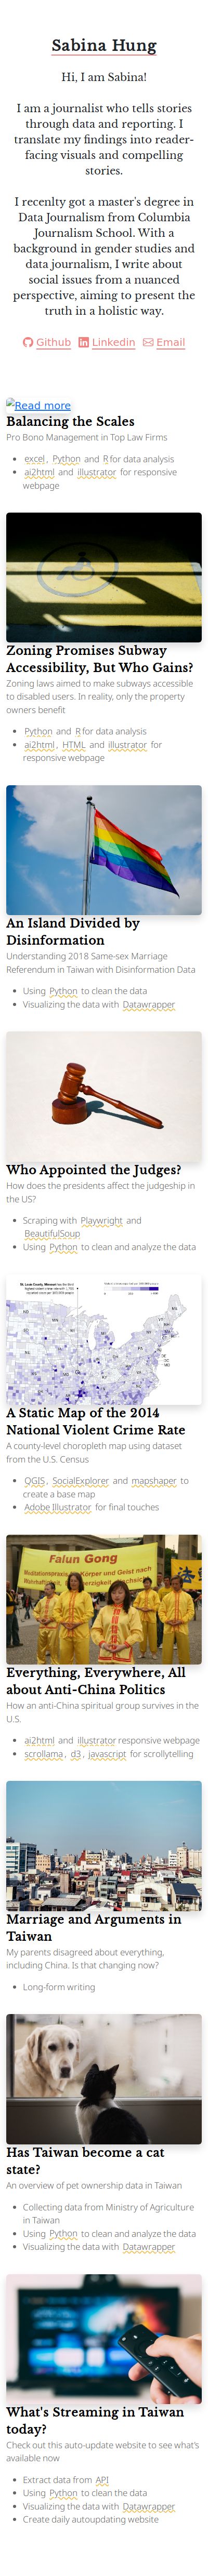 Sabina Hung
Hi, I am Sabina!
I am a journalist who tells stories
through data and reporting. I
translate my findings into reader-
facing visuals and compelling
stories.
I recenlty got a master's degree in
Data Journalism from Columbia
Journalism School. With a
background in gender studies and
data journalism, I write about
social issues from a nuanced
perspective, aiming to present the
truth in a holistic way.
Github Linkedin Email
Read more
Balancing the Scales
Pro Bono Management in Top Law Firms
excel, Python and R for data analysis
ai2html and illustrator for responsive
webpage
Zoning Promises Subway
Accessibility, But Who Gains?
Zoning laws aimed to make subways accessible
to disabled users. In reality, only the property
owners benefit
Python and R for data analysis
ai2html, HTML and illustrator for
responsive webpage
An Island Divided by
Disinformation
Understanding 2018 Same-sex Marriage
Referendum in Taiwan with Disinformation Data
Using Python to clean the data
Visualizing the data with Datawrapper
Who Appointed the Judges?
How does the presidents affect the judgeship in
the US?
Scraping with Playwright and
BeautifulSoup
Using Python to clean and analyze the data
A Static Map of the 2014
National Violent Crime Rate
A county-level choropleth map using dataset
from the U.S. Census
QGIS, SocialExplorer and mapshaper to
create a base map
Adobe Illustrator for final touches
Falun Gong
Everything, Everywhere, All
about Anti-China Politics
How an anti-China spiritual group survives in the
U.S.
ai2html and illustrator responsive webpage
scrollama, d3, javascript for scrollytelling
Marriage and Arguments in
Taiwan
My parents disagreed about everything,
including China. Is that changing now?
Long-form writing
Has Taiwan become a cat
state?
An overview of pet ownership data in Taiwan
Collecting data from Ministry of Agriculture
in Taiwan
Using Python to clean and analyze the data
Visualizing the data with Datawrapper
What's Streaming in Taiwan
today?
Check out this auto-update website to see what's
available now
Extract data from API
Using Python to clean the data
Visualizing the data with Datawrapper
Create daily autoupdating website